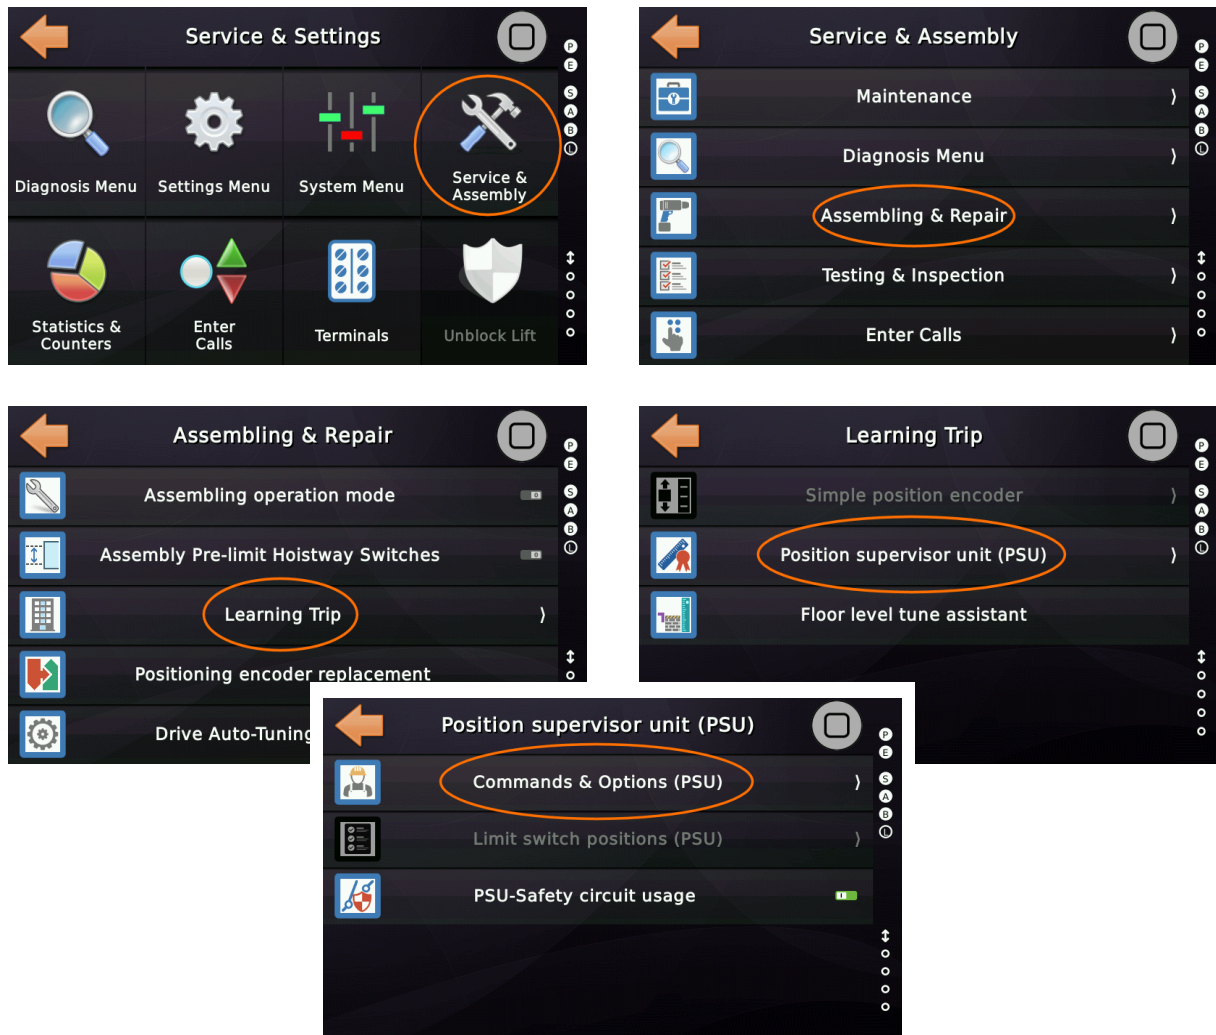 Service & Settings
P
E
S
A
B
L
Diagnosis Menu
Settings Menu
System Menu
Service &
Assembly
Statistics &
Counters
Enter
Calls
Terminals
Unblock Lift
Service & Assembly
P
E
S
A
B
L
Maintenance
Diagnosis Menu
Assembling & Repair
Testing & Inspection
Enter Calls
Assembling & Repair
P
E
S
A
B
L
Assembling operation mode
Assembly Pre-limit Hoistway Switches
Learning Trip
Positioning encoder replacement
Drive Auto-Tuning
Learning Trip
P
E
S
A
B
L
Simple position encoder
Position supervisor unit (PSU)
Floor level tune assistant
Position supervisor unit (PSU)
P
E
S
A
B
L
Commands & Options (PSU)
Limit switch positions (PSU)
PSU-Safety circuit usage